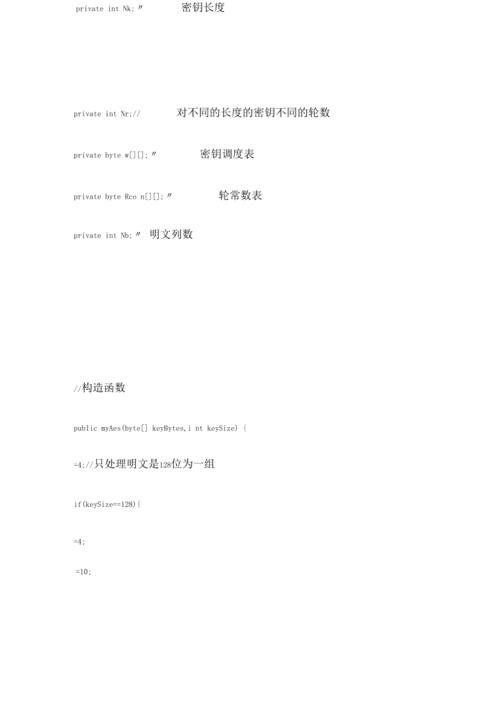 private int Nk;〃 密钥长度
private int Nr;// 对不同的长度的密钥不同的轮数
private byte w[][];〃 密钥调度表
private byte Rco n[][];〃 轮常数表
private int Nb;〃 明文列数
//构造函数
public myAes(byte[] keyBytes,i nt keySize) {
=4;//只处理明文是128位为一组
if(keySize==128){
=4;
=10;